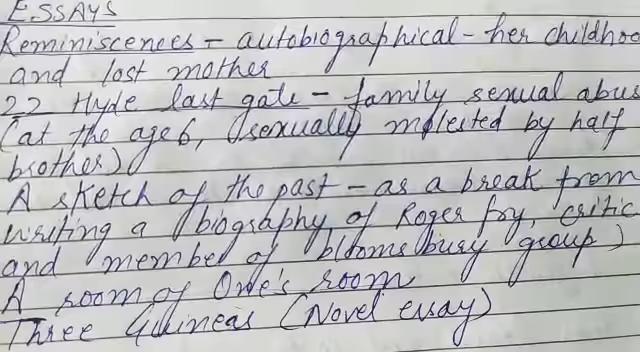 ESSAYS
Reminiscences - autobiographical - her childhoo
and lost mother
22 Hyde last gate - family sexual abus
(at the age 6, sexually molested by half
brother)
A sketch of the past - as a break from
writing a biography of Roger fry, critic
and member of bloomsbury group)
A room of One's room
Three Guineas (Novel essay)